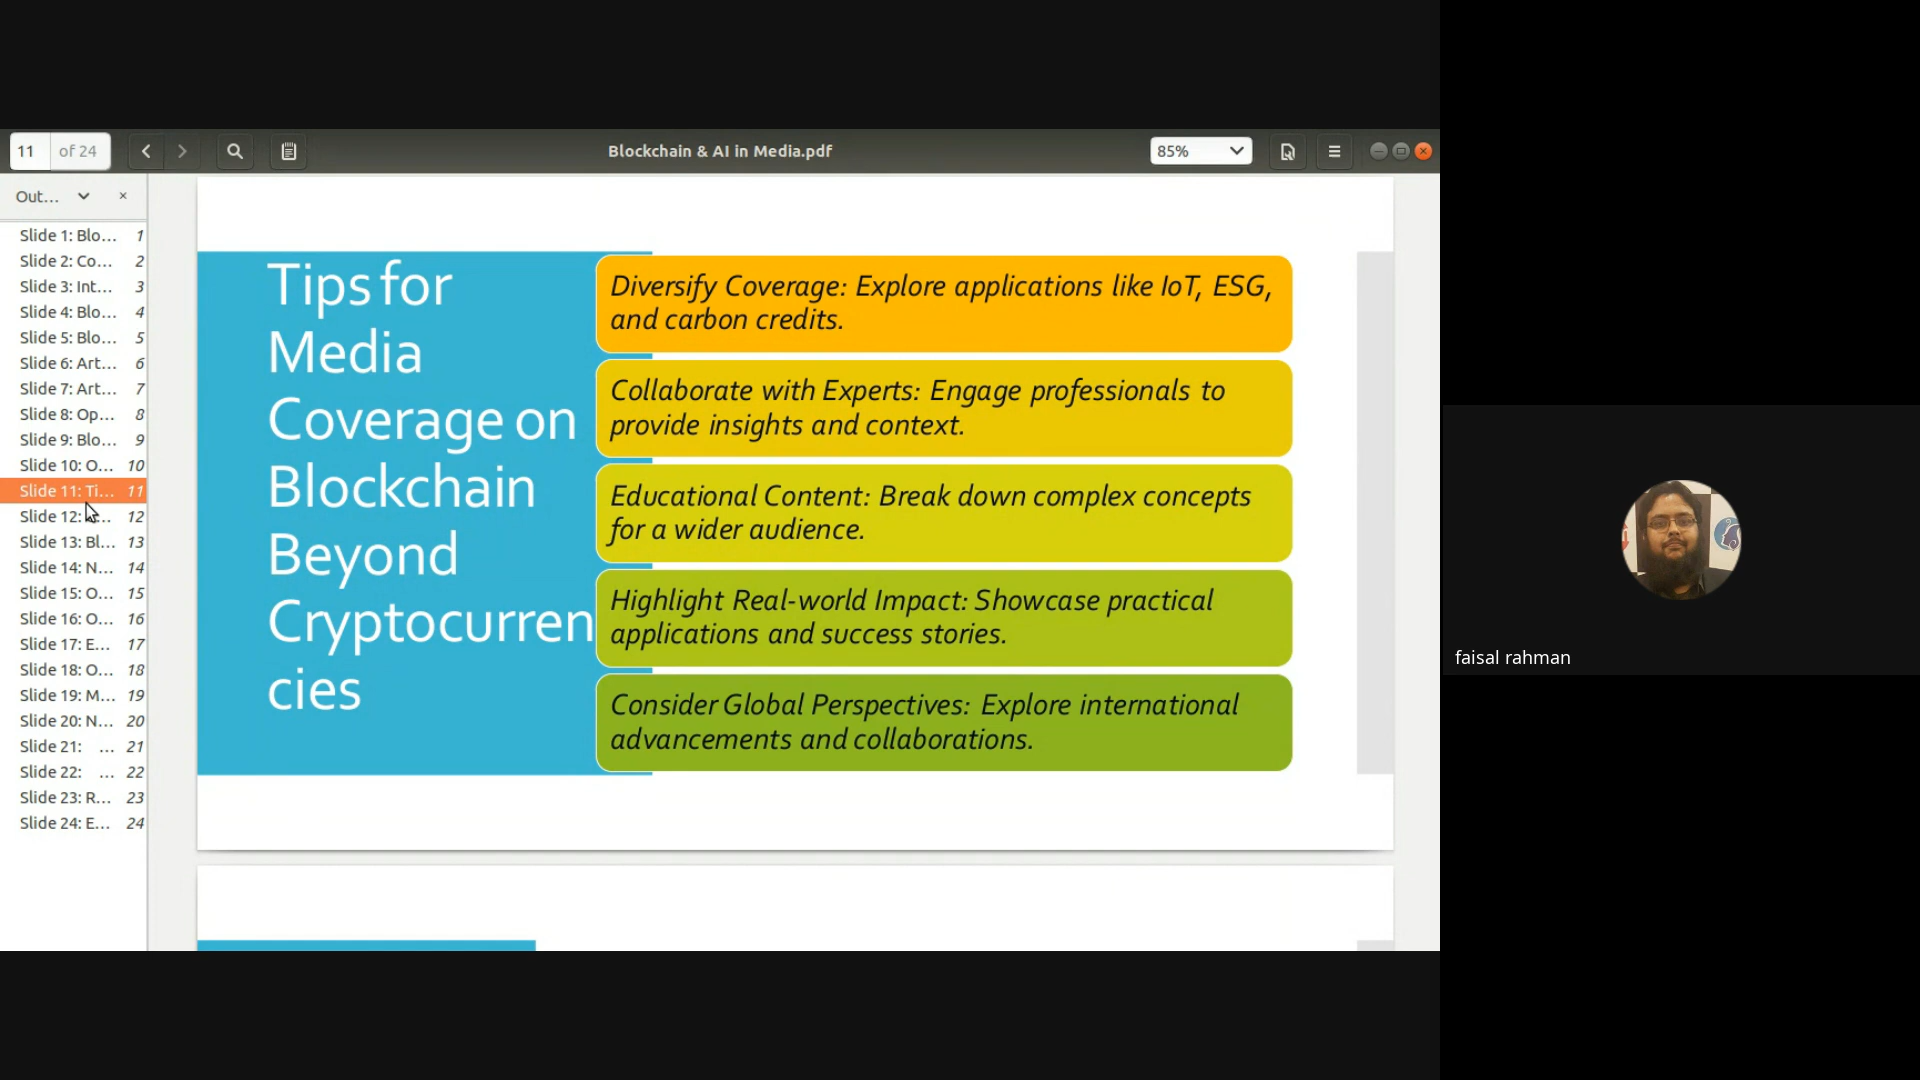 11 of 24
Blockchain & AI in Media.pdf
85%
Out...
Slide 1: Blo... 1
Slide 2: Co... 2
Slide 3: Int... 3
Slide 4: Blo... 4
Slide 5: Blo... 5
Slide 6: Art... 6
Slide 7: Art... 7
Slide 8: Op... 8
Slide 9: Blo... 9
Slide 10: O... 10
Slide 11: Ti... 11
Slide 12: ... 12
Slide 13: Bl... 13
Slide 14: N... 14
Slide 15: O... 15
Slide 16: O... 16
Slide 17: E... 17
Slide 18: O... 18
Slide 19: M... 19
Slide 20: N... 20
Slide 21: ... 21
Slide 22: ... 22
Slide 23: R... 23
Slide 24: E... 24
Tips for
Media
Coverage on
Blockchain
Beyond
Cryptocurren
cies
Diversify Coverage: Explore applications like IoT, ESG,
and carbon credits.
Collaborate with Experts: Engage professionals to
provide insights and context.
Educational Content: Break down complex concepts
for a wider audience.
Highlight Real-world Impact: Showcase practical
applications and success stories.
Consider Global Perspectives: Explore international
advancements and collaborations.
faisal rahman